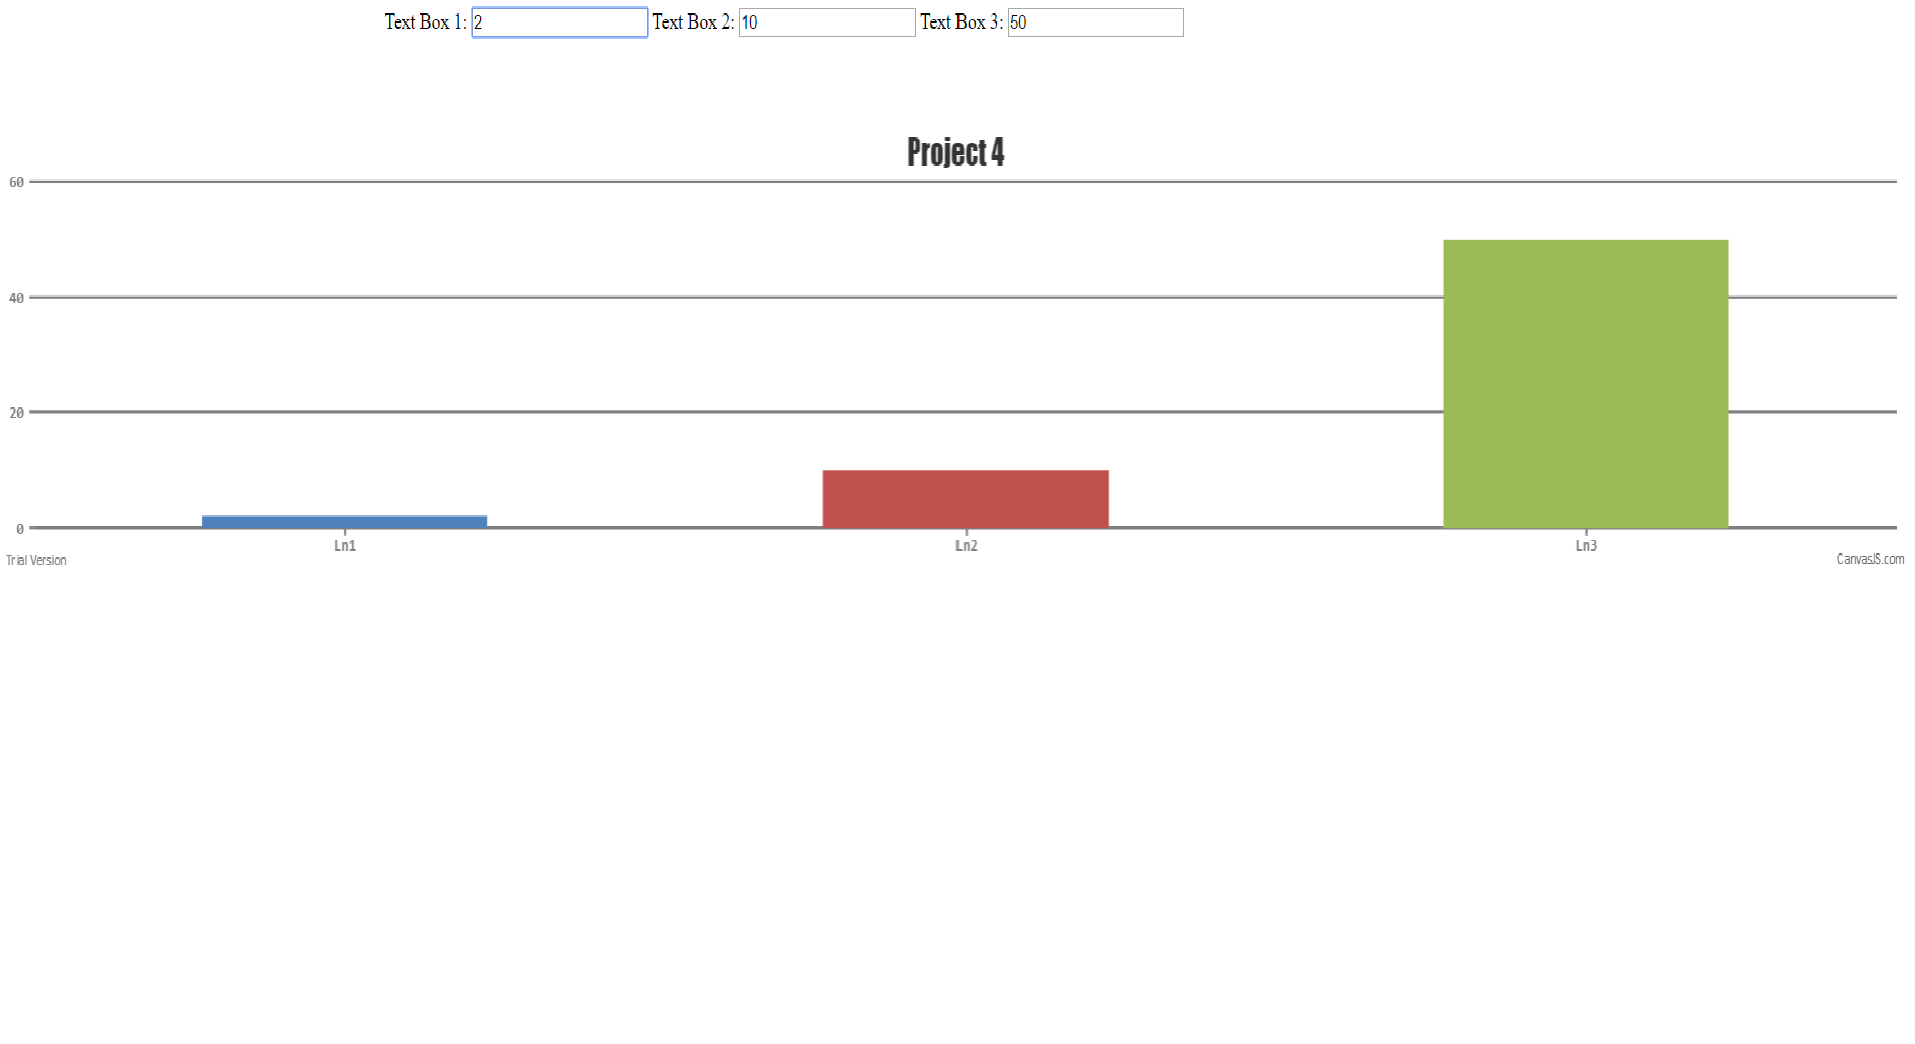 Text Box 1: 2 Text Box 2: 10 Text Box 3: 50
Project 4
60
40
20
0
Ln1 Ln2 Ln3
Trial Version CanvasJS.com